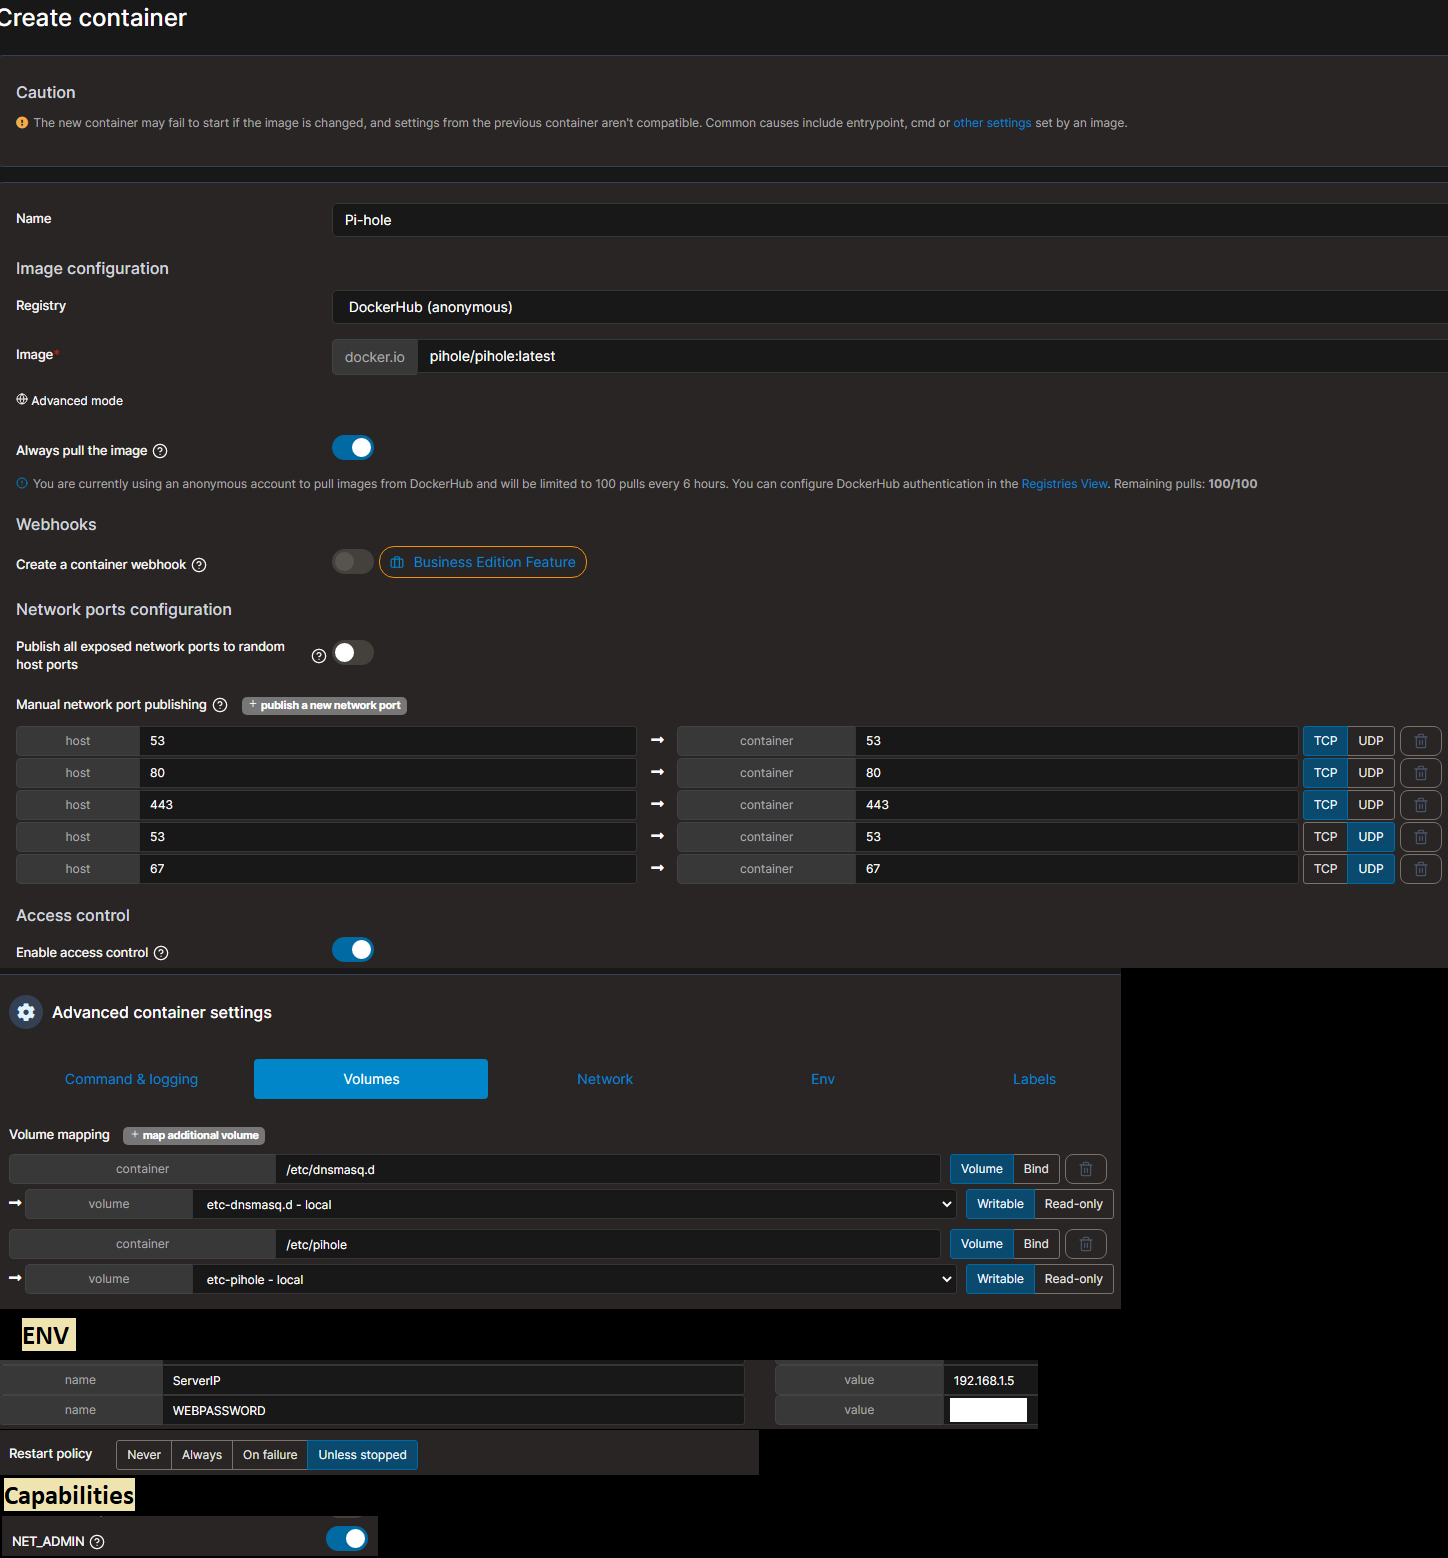 Create container
Caution
The new container may fail to start if the image is changed, and settings from the previous container aren't compatible. Common causes include entrypoint, cmd or other settings set by an image.
Name Pi-hole
Image configuration
Registry DockerHub (anonymous)
Image* docker.io pihole/pihole:latest
Advanced mode
Always pull the image
You are currently using an anonymous account to pull images from DockerHub and will be limited to 100 pulls every 6 hours. You can configure DockerHub authentication in the Registries View. Remaining pulls: 100/100
Webhooks
Create a container webhook Business Edition Feature
Network ports configuration
Publish all exposed network ports to random
host ports
Manual network port publishing + publish a new network port
host 53 → container 53 TCP UDP
host 80 → container 80 TCP UDP
host 443 → container 443 TCP UDP
host 53 → container 53 TCP UDP
host 67 → container 67 TCP UDP
Access control
Enable access control
Advanced container settings
Command & logging Volumes Network Env Labels
Volume mapping + map additional volume
container /etc/dnsmasq.d Volume Bind
→ volume etc-dnsmasq.d - local Writable Read-only
container /etc/pihole Volume Bind
→ volume etc-pihole - local Writable Read-only
ENV
name ServerIP value 192.168.1.5
name WEBPASSWORD value
Restart policy Never Always On failure Unless stopped
Capabilities
NET_ADMIN